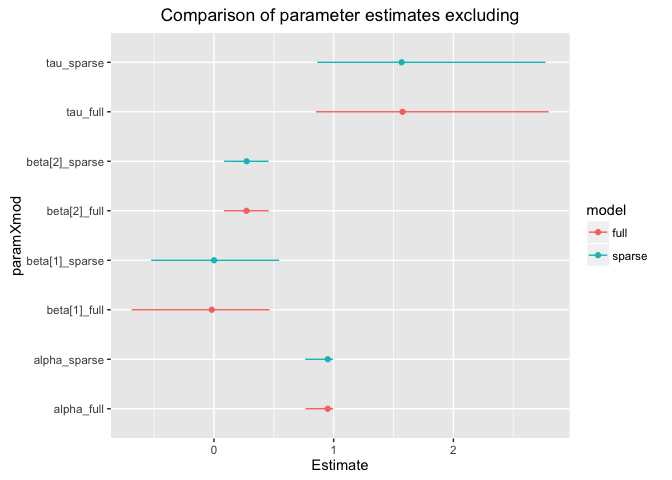 Comparison of parameter estimates excluding
tau_sparse
tau_full
beta[2]_sparse
beta[2]_full
beta[1]_sparse
beta[1]_full
alpha_sparse
alpha_full
paramXmod
0 1 2
Estimate
model
full
sparse